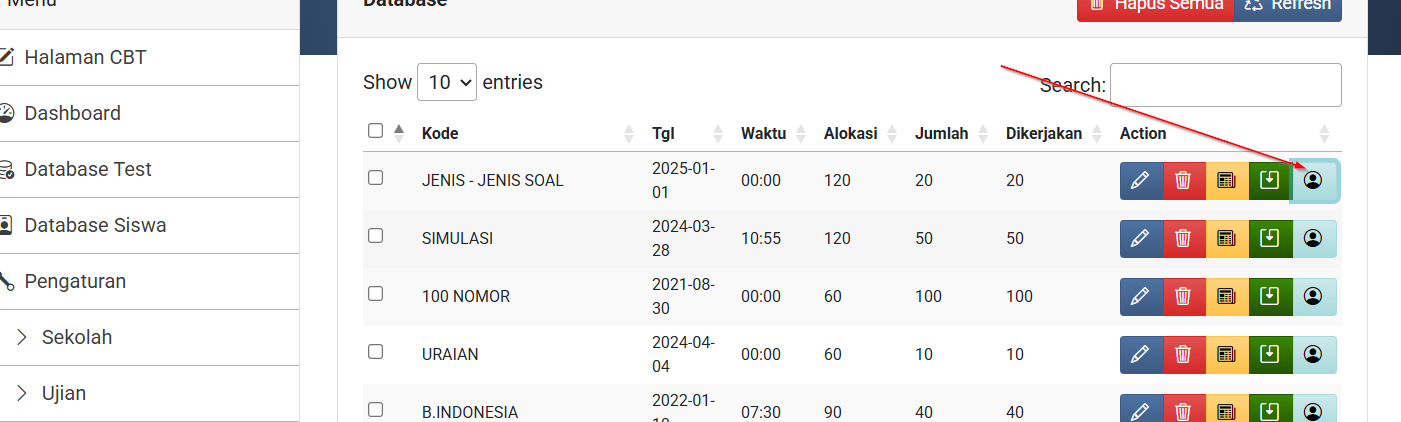 Menu
Halaman CBT
Dashboard
Database Test
Database Siswa
Pengaturan
Sekolah
Ujian
Database
Hapus Semua
Refresh
Show 10 entries
Search:
Kode Tgl Waktu Alokasi Jumlah Dikerjakan Action
JENIS - JENIS SOAL 2025-01-01 00:00 120 20 20
SIMULASI 2024-03-28 10:55 120 50 50
100 NOMOR 2021-08-30 00:00 60 100 100
URAIAN 2024-04-04 00:00 60 10 10
B.INDONESIA 2022-01- 07:30 90 40 40